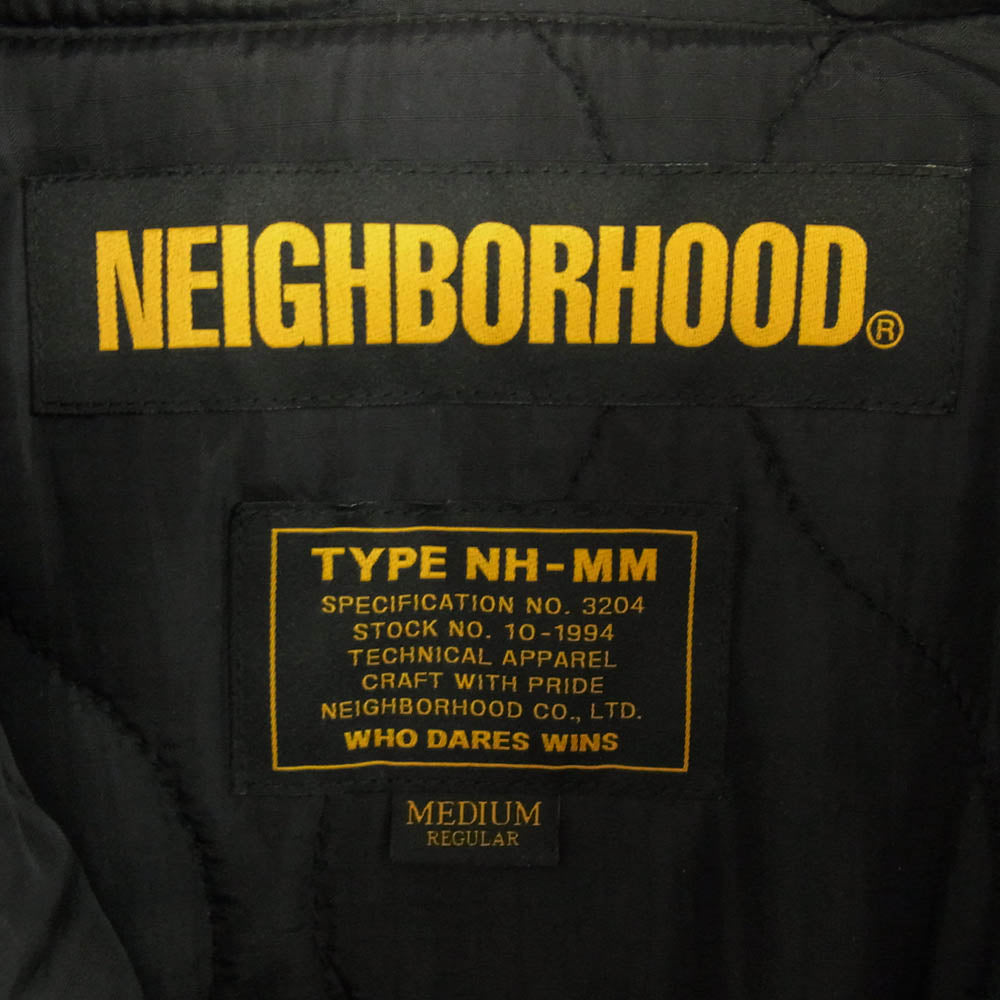 NEIGHBORHOOD®
TYPE NH-MM
SPECIFICATION NO. 3204
STOCK NO. 10-1994
TECHNICAL APPAREL
CRAFT WITH PRIDE
NEIGHBORHOOD CO., LTD.
WHO DARES WINS
MEDIUM
REGULAR